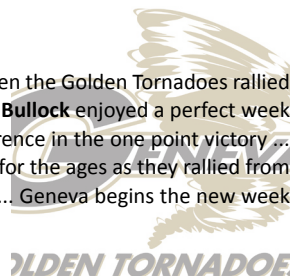 en the Golden Tornadoes rallied
Bullock enjoyed a perfect week
rence in the one point victory ...
for the ages as they rallied from
... Geneva begins the new week
GENEVA
OLDEN TORNADOE